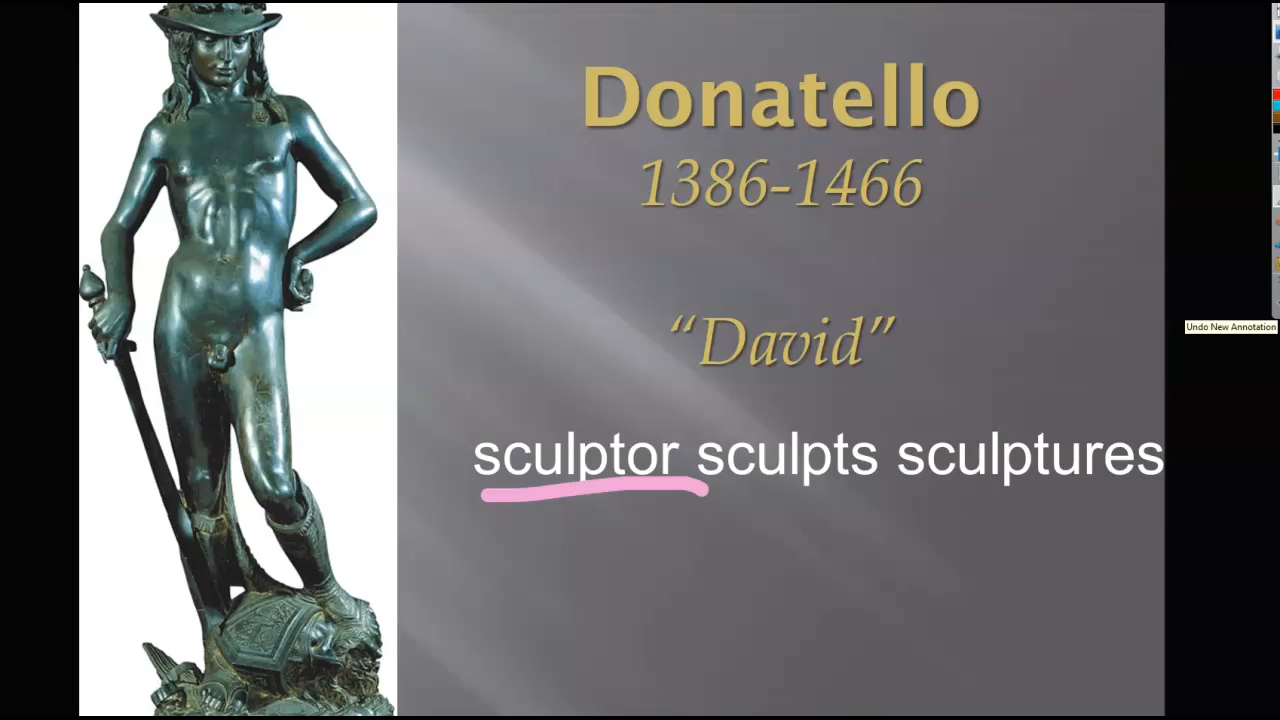 Donatello
1386-1466
“David”
sculptor sculpts sculptures
Undo New Annotation